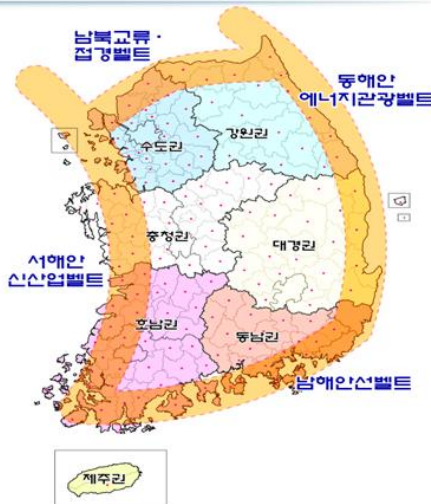 남북교류·
접경벨트
동해안
에너지관광벨트
수도권
강원권
충청권
대경권
서해안
신산업벨트
호남권
동남권
남해안선벨트
제주권